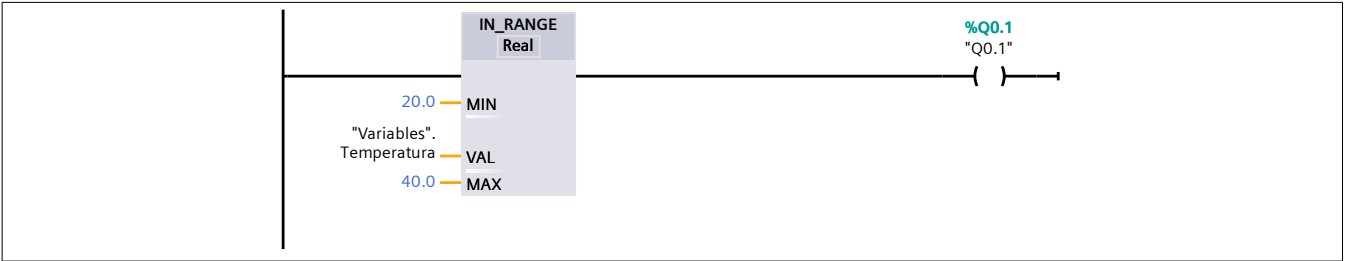 IN_RANGE
Real
%Q0.1
"Q0.1"
20.0
MIN
"Variables".
Temperatura
VAL
40.0
MAX